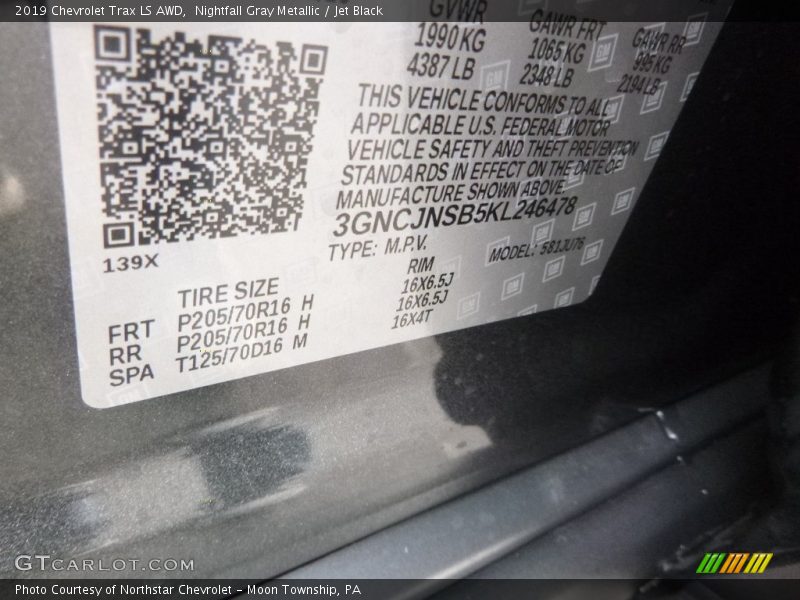 2019 Chevrolet Trax LS AWD, Nightfall Gray Metallic / Jet Black
GVWR GAWR FRT GAWR RR
1990 KG 1065 KG 995 KG
4387 LB 2348 LB 2194 LB
THIS VEHICLE CONFORMS TO ALL
APPLICABLE U.S. FEDERAL MOTOR
VEHICLE SAFETY AND THEFT PREVENTION
STANDARDS IN EFFECT ON THE DATE OF
MANUFACTURE SHOWN ABOVE.
3GNCJNSB5KL246478
TYPE: M.P.V. MODEL: 581JU76
139X
TIRE SIZE RIM
FRT P205/70R16 H 16X6.5J
RR P205/70R16 H 16X6.5J
SPA T125/70D16 M 16X4T
GTCARLOT.COM
Photo Courtesy of Northstar Chevrolet - Moon Township, PA